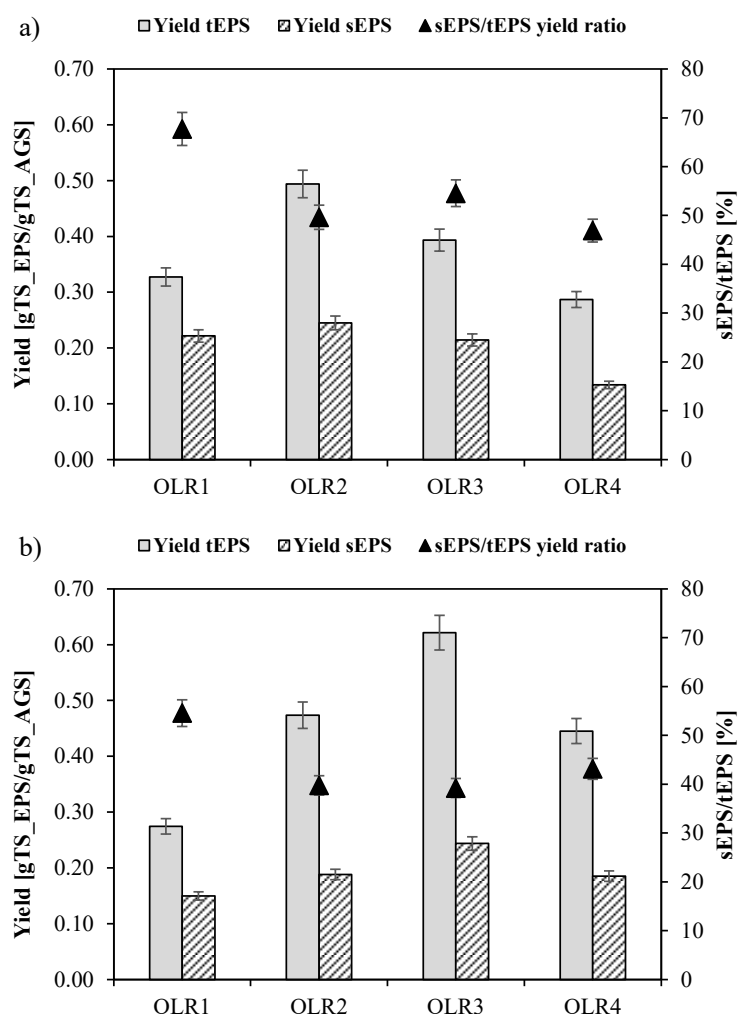 a)
Yield tEPS Yield sEPS sEPS/tEPS yield ratio
0.70 80
0.60 70
0.50 60
0.40 50
0.30 40
0.20 30
0.10 20
0.00 10
0
Yield [gTS_EPS/gTS_AGS]
sEPS/tEPS [%]
OLR1 OLR2 OLR3 OLR4
b)
Yield tEPS Yield sEPS sEPS/tEPS yield ratio
0.70 80
0.60 70
0.50 60
0.40 50
0.30 40
0.20 30
0.10 20
0.00 10
0
Yield [gTS_EPS/gTS_AGS]
sEPS/tEPS [%]
OLR1 OLR2 OLR3 OLR4